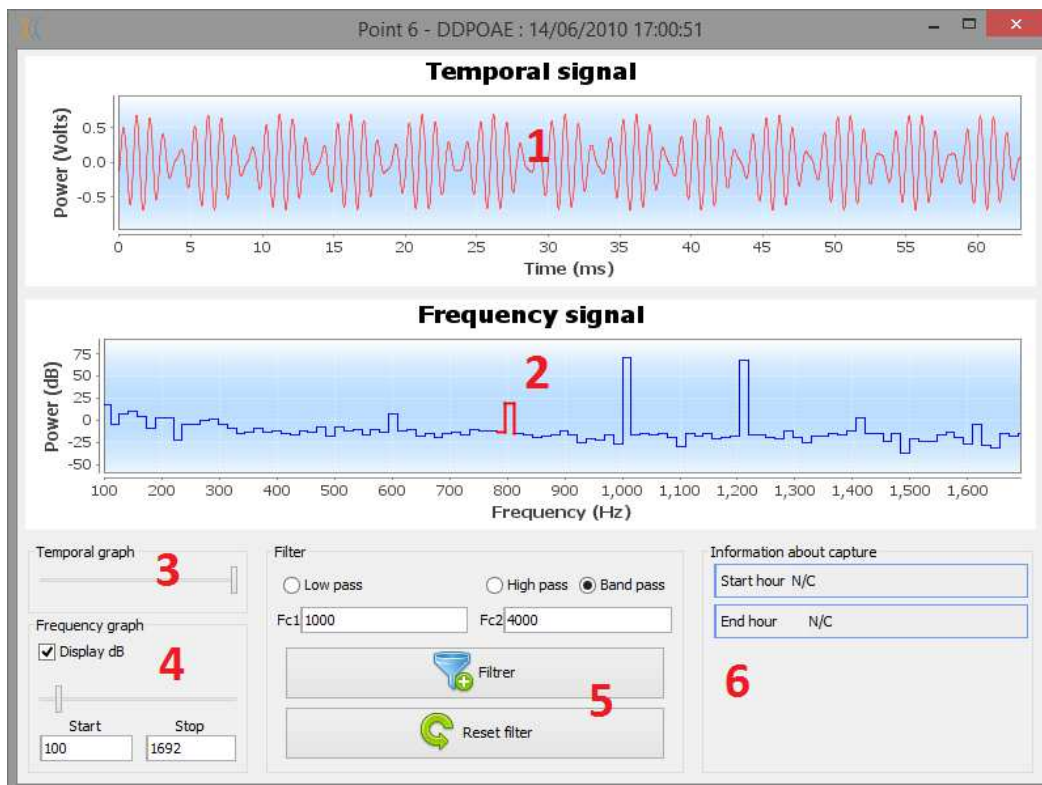 Point 6 - DDPOAE : 14/06/2010 17:00:51
Temporal signal
Power (Volts)
0.5
0.0
-0.5
1
0 5 10 15 20 25 30 35 40 45 50 55 60
Time (ms)
Frequency signal
Power (dB)
75
50
25
0
-25
-50
2
100 200 300 400 500 600 700 800 900 1,000 1,100 1,200 1,300 1,400 1,500 1,600
Frequency (Hz)
Temporal graph
3
Frequency graph
Display dB
4
Start Stop
100 1692
Filter
Low pass High pass Band pass
Fc1 1000 Fc2 4000
Filtrer
5
Reset filter
Information about capture
Start hour N/C
End hour N/C
6